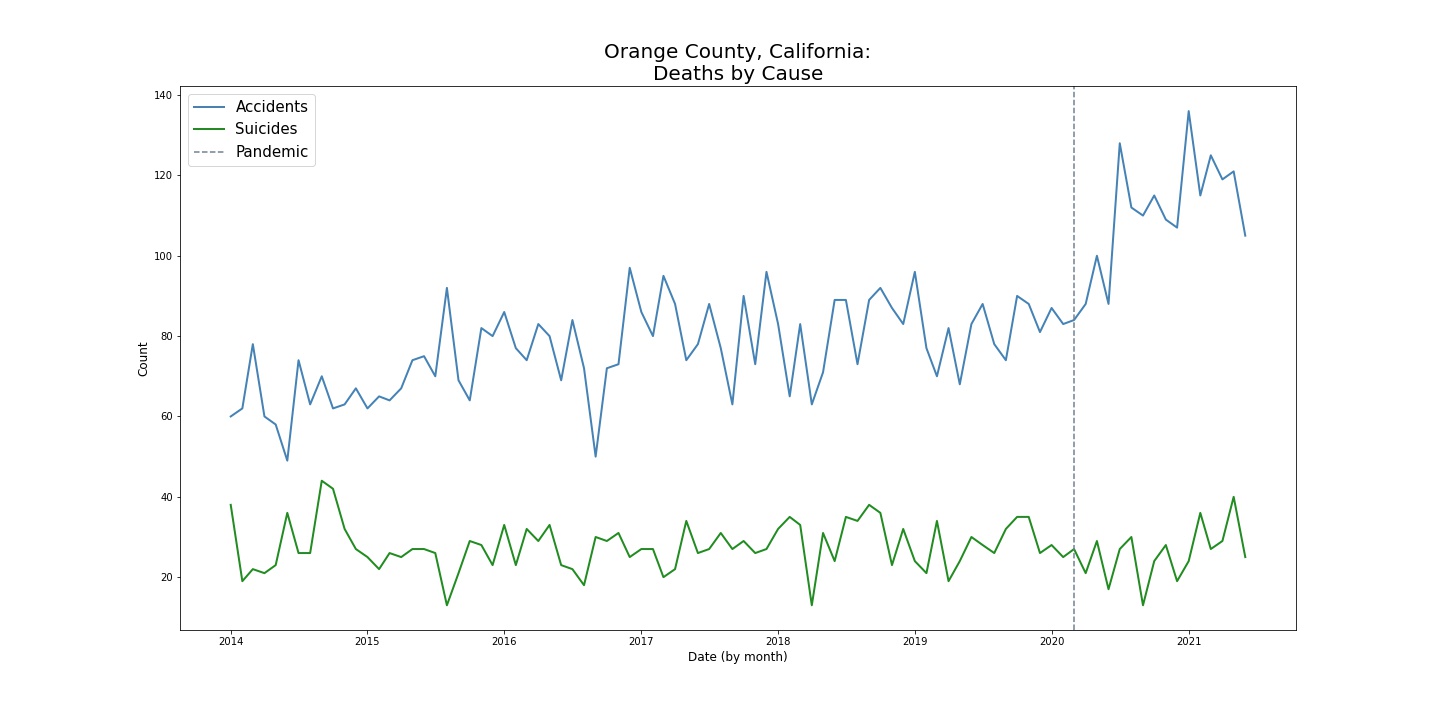 Orange County, California:
Deaths by Cause
Accidents
Suicides
Pandemic
140
120
100
80
60
40
20
Count
2014 2015 2016 2017 2018 2019 2020 2021
Date (by month)